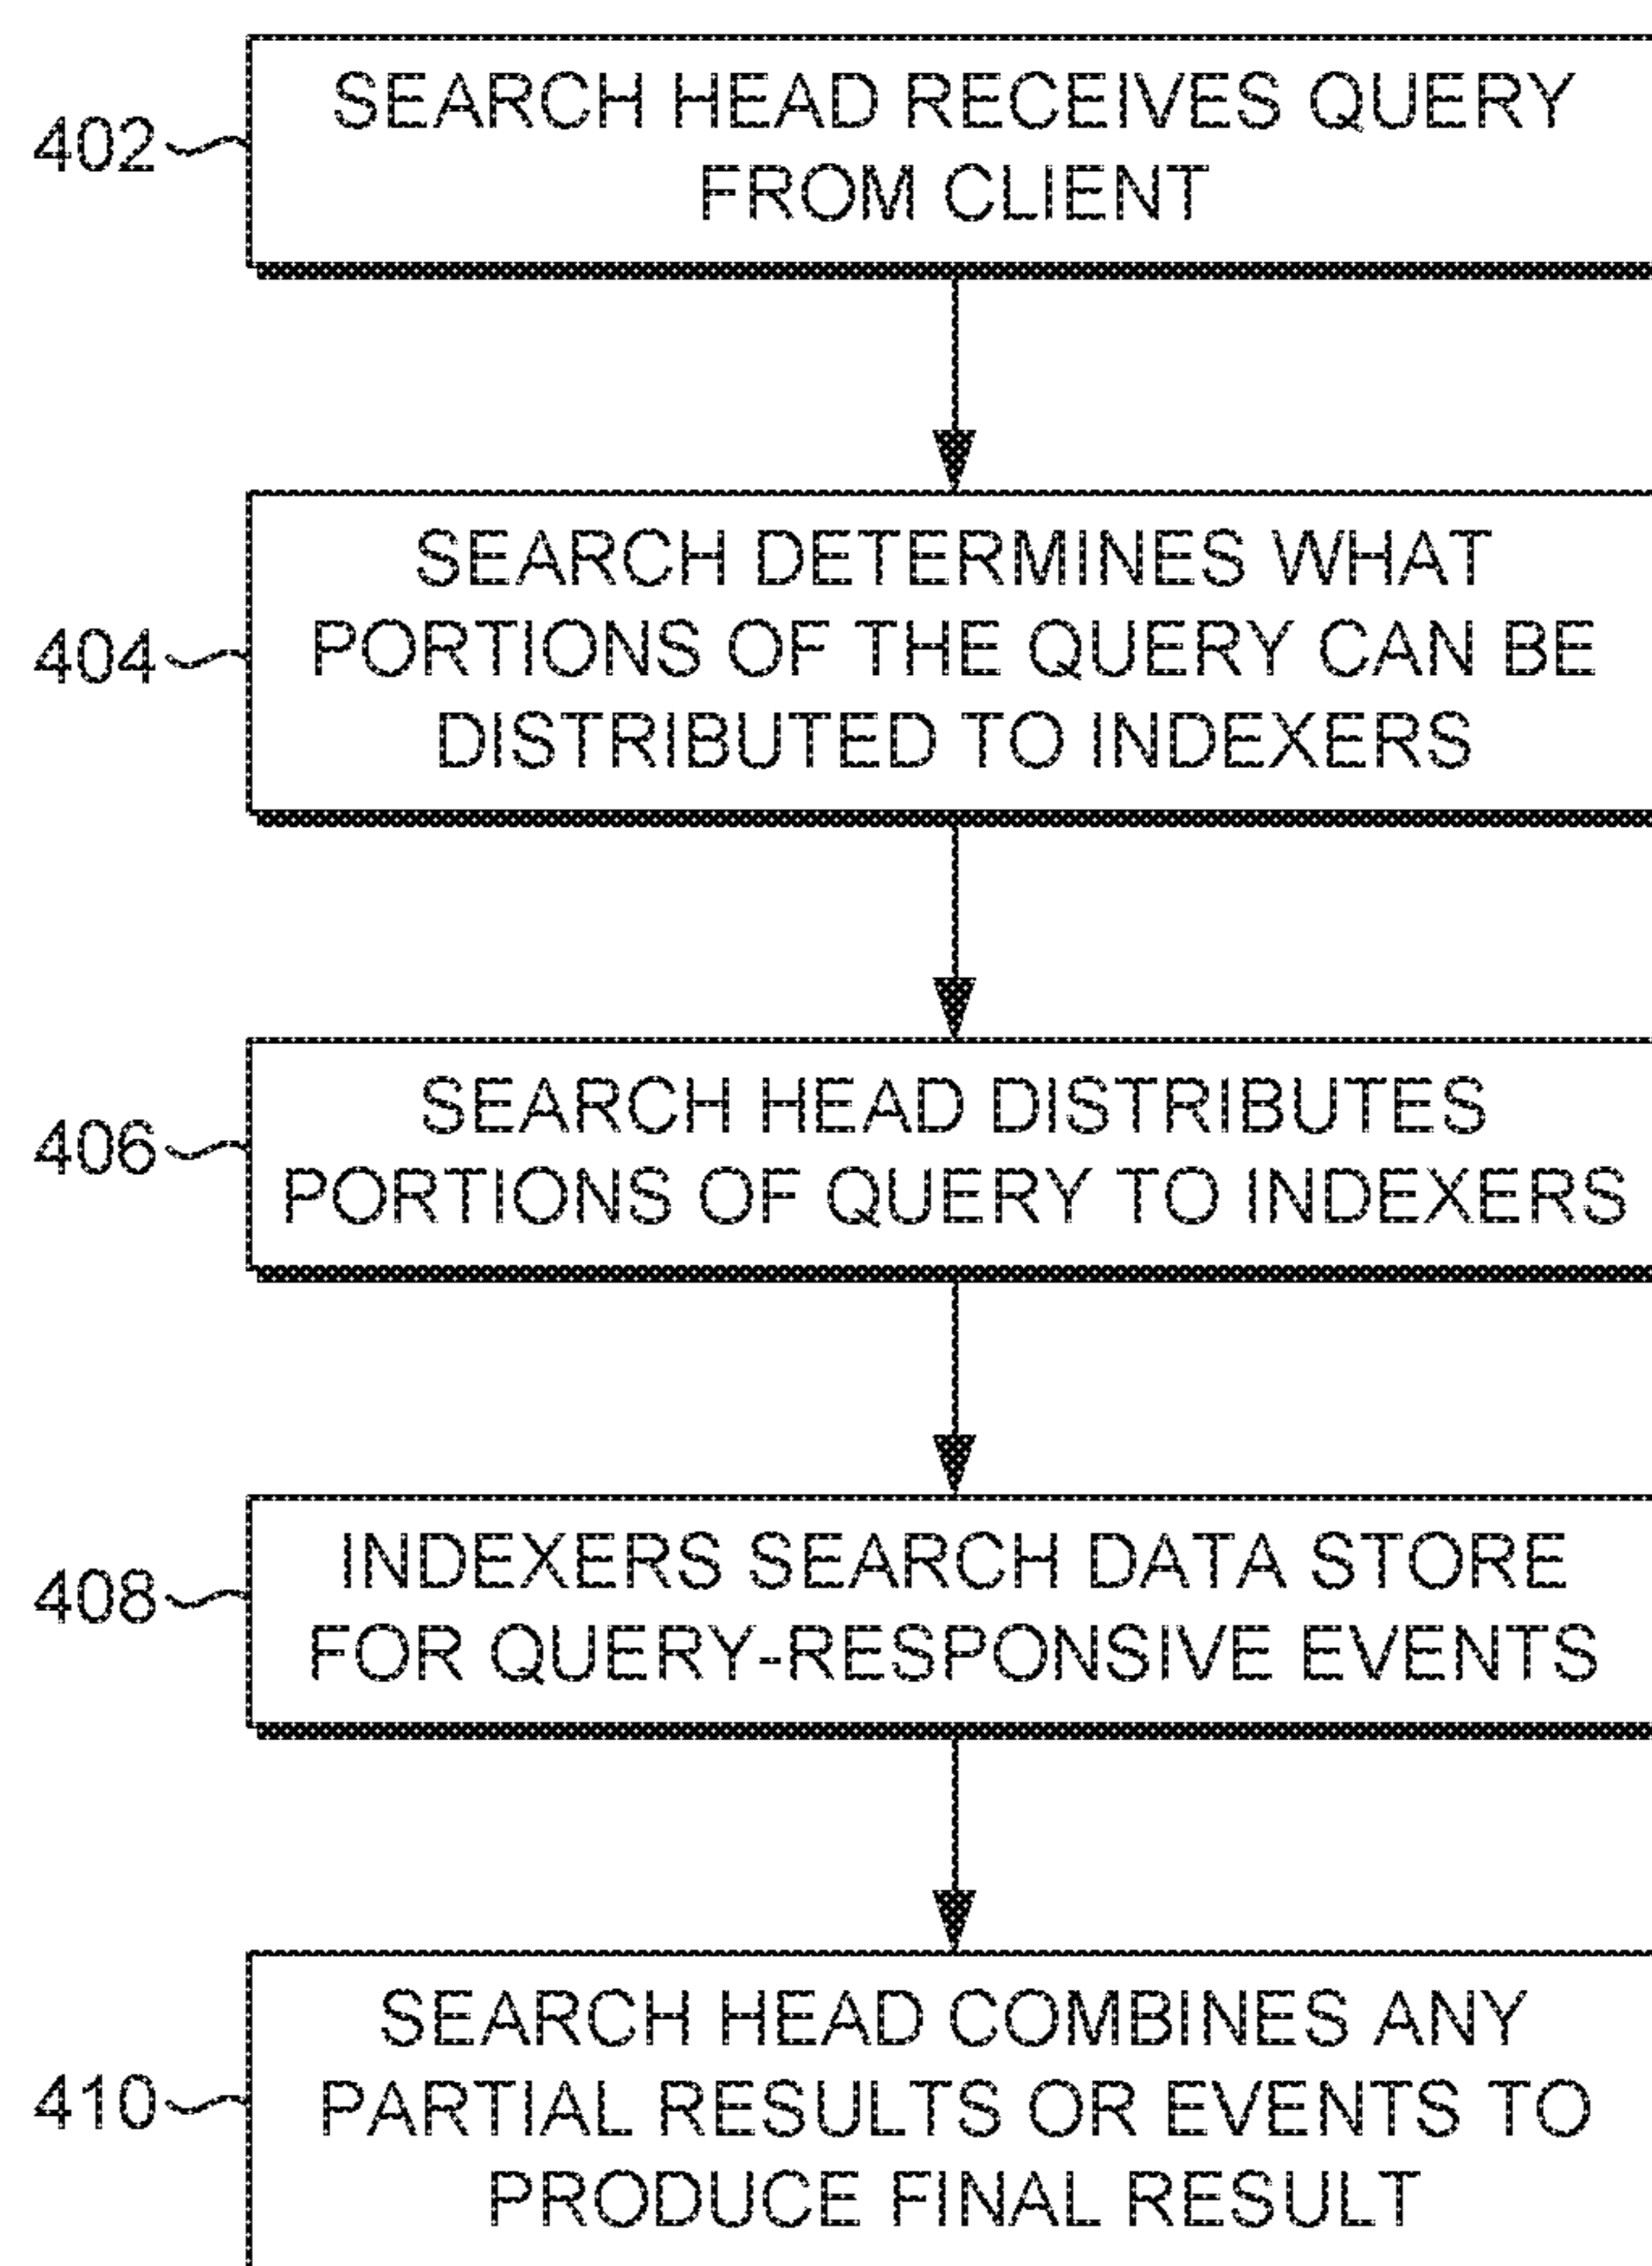 402
SEARCH HEAD RECEIVES QUERY
FROM CLIENT
404
SEARCH DETERMINES WHAT
PORTIONS OF THE QUERY CAN BE
DISTRIBUTED TO INDEXERS
406
SEARCH HEAD DISTRIBUTES
PORTIONS OF QUERY TO INDEXERS
408
INDEXERS SEARCH DATA STORE
FOR QUERY-RESPONSIVE EVENTS
410
SEARCH HEAD COMBINES ANY
PARTIAL RESULTS OR EVENTS TO
PRODUCE FINAL RESULT